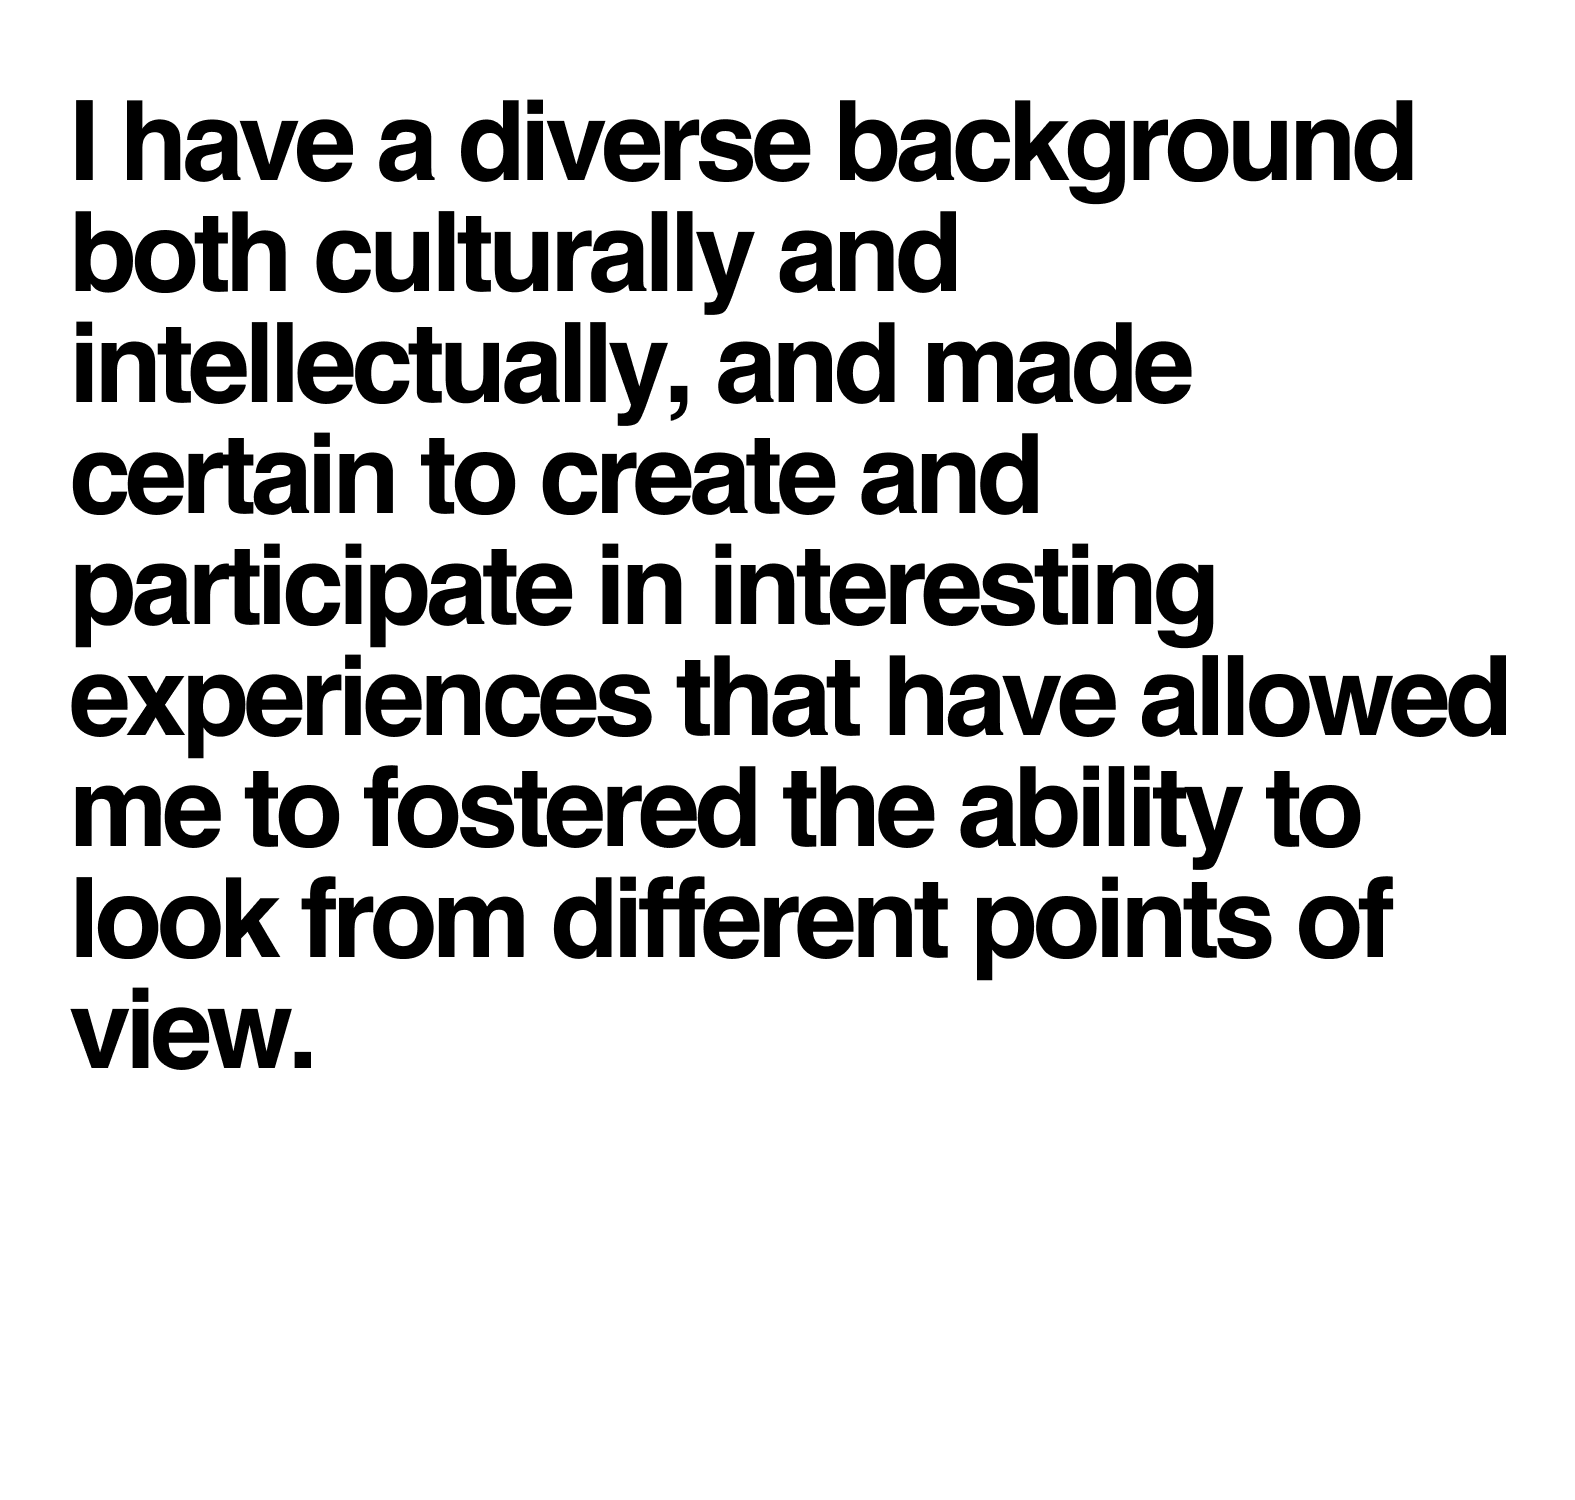 I have a diverse background
both culturally and
intellectually, and made
certain to create and
participate in interesting
experiences that have allowed
me to fostered the ability to
look from different points of
view.